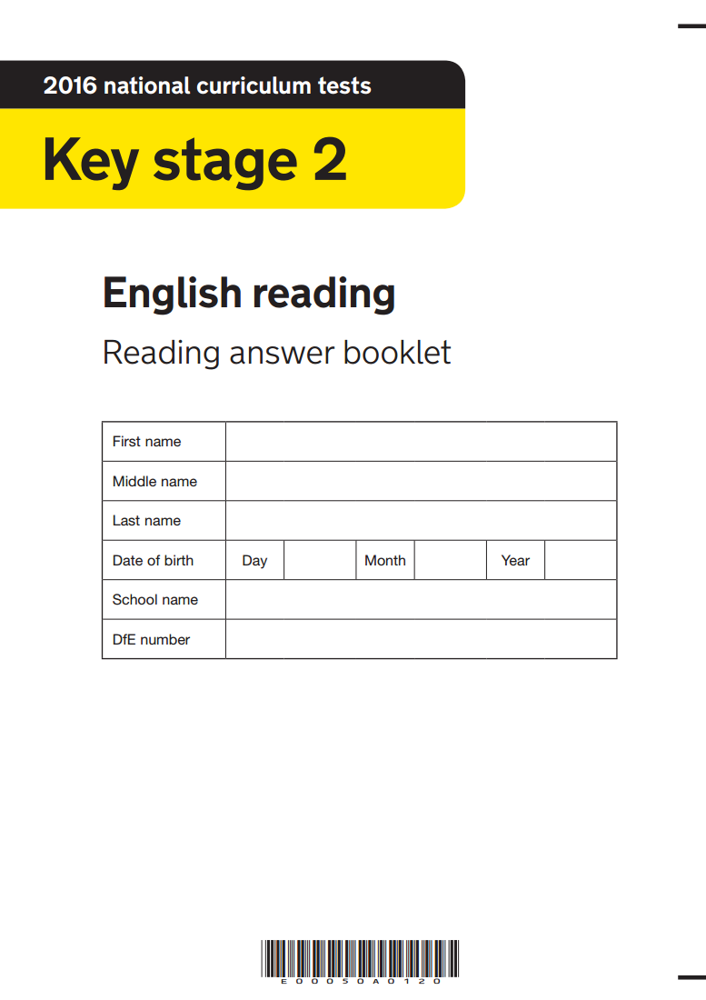 2016 national curriculum tests
Key stage 2
English reading
Reading answer booklet
First name
Middle name
Last name
Date of birth Day Month Year
School name
DfE number
E00050A0120